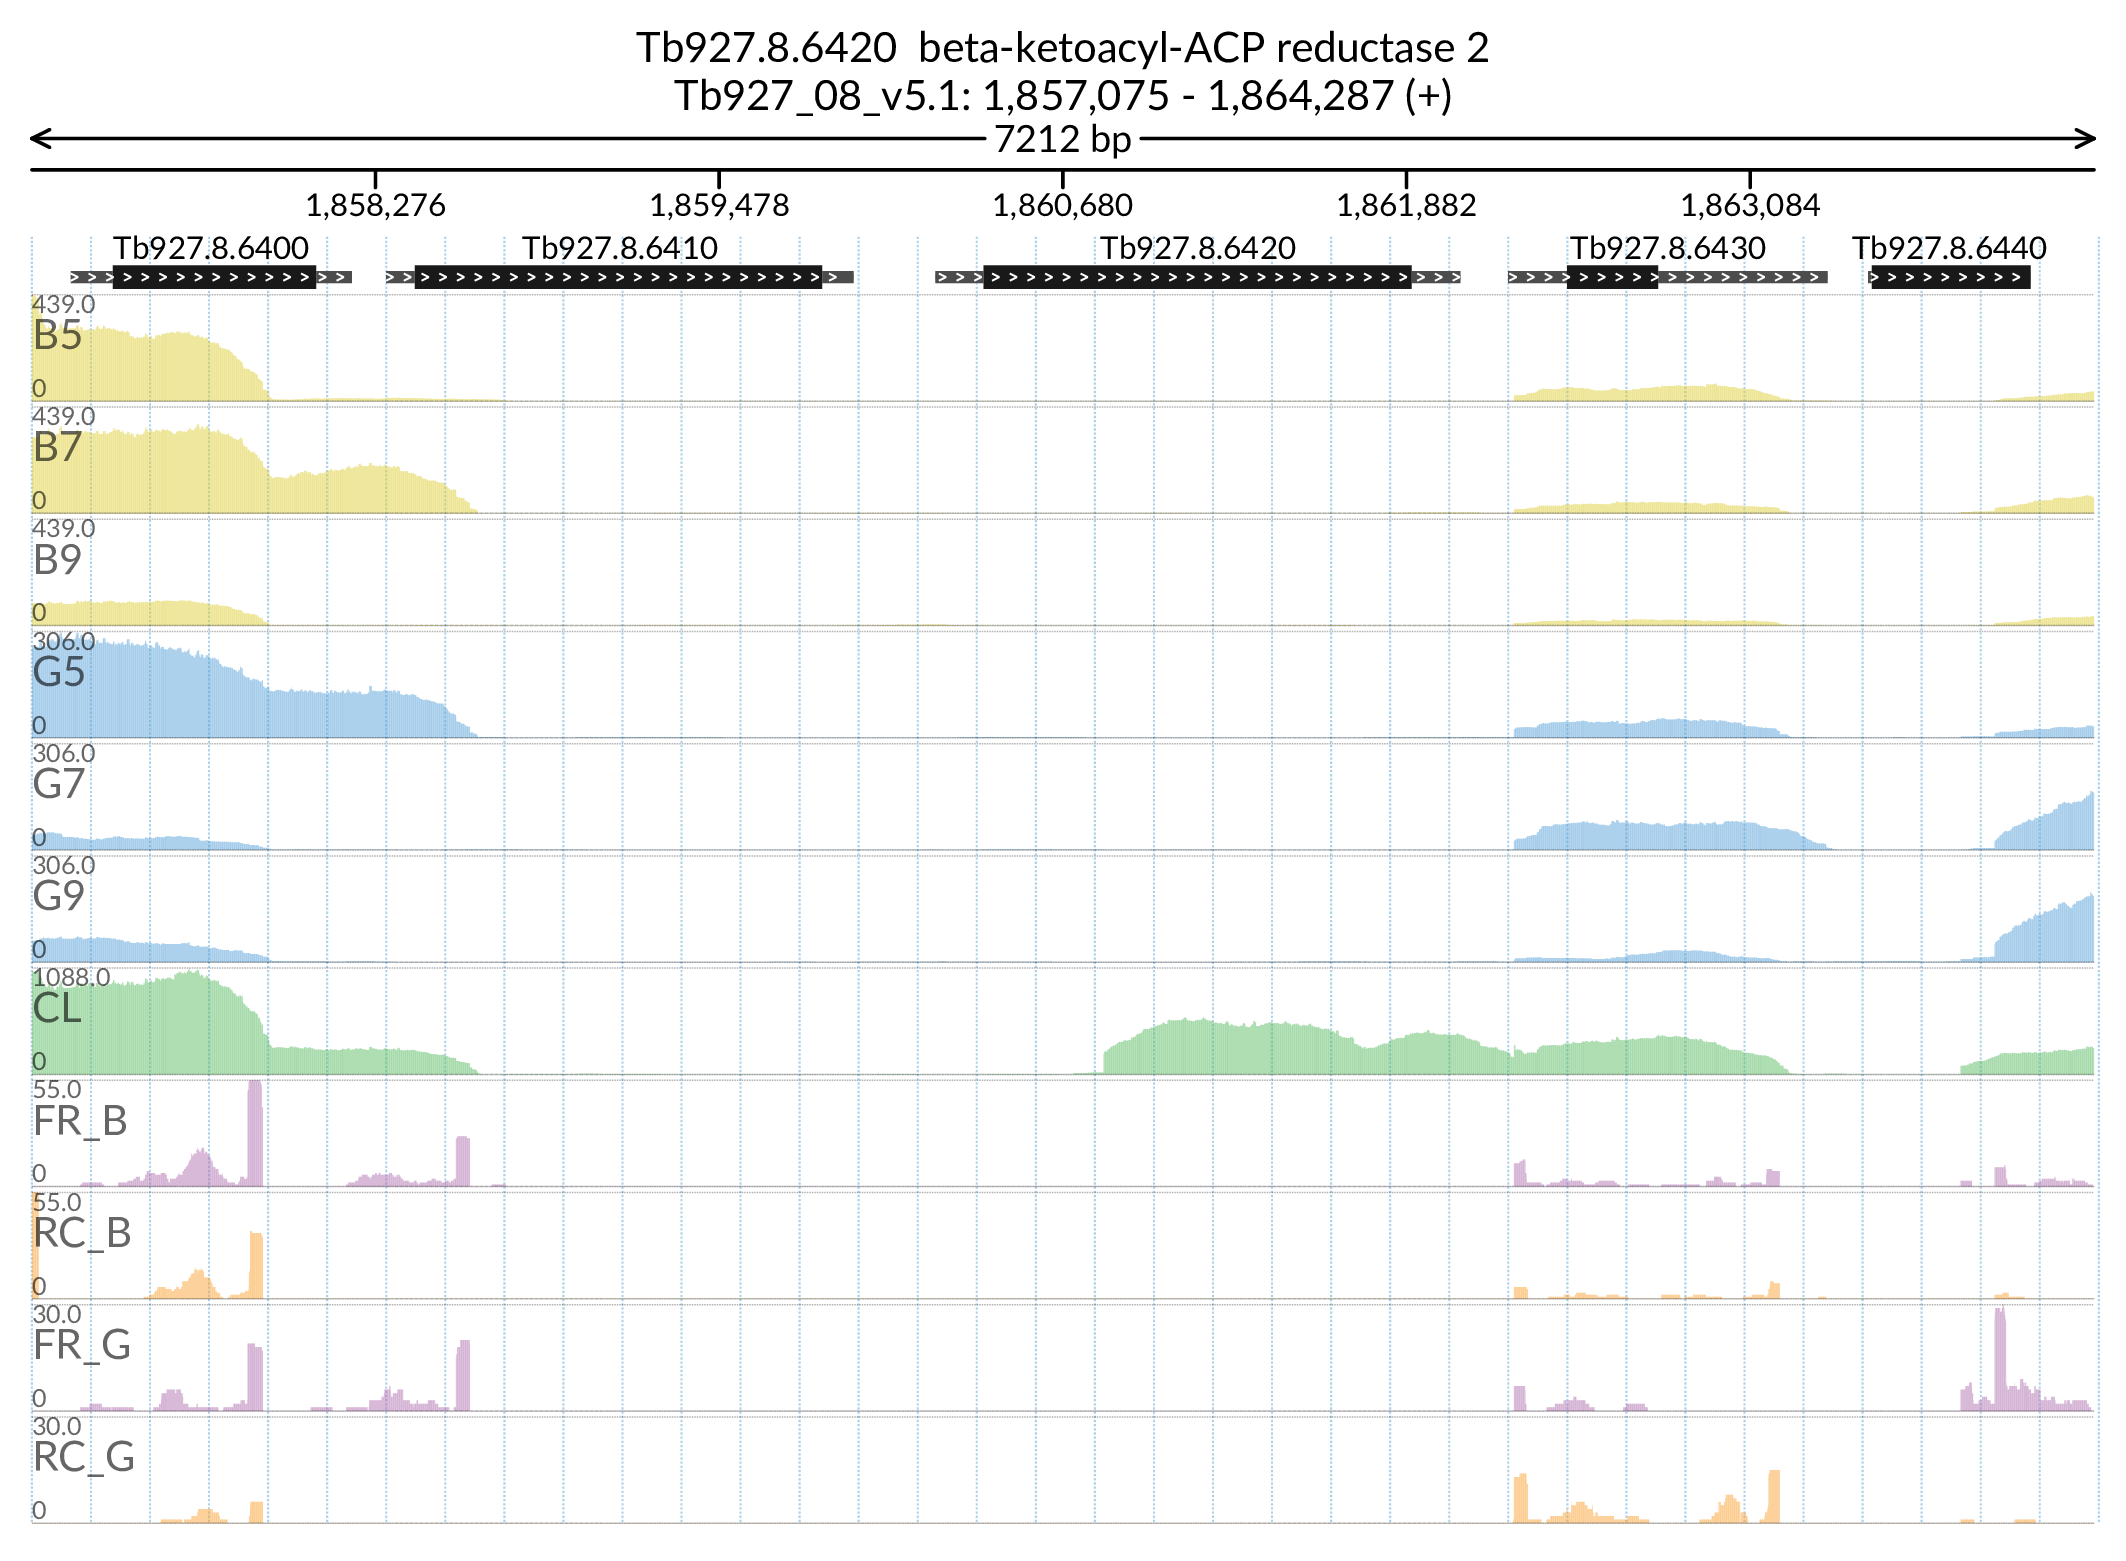 Tb927.8.6420  beta-ketoacyl-ACP reductase 2
Tb927_08_v5.1: 1,857,075 - 1,864,287 (+)
7212 bp
1,858,276 1,859,478 1,860,680 1,861,882 1,863,084
Tb927.8.6400 Tb927.8.6410 Tb927.8.6420 Tb927.8.6430 Tb927.8.6440
439.0
B5
0
439.0
B7
0
439.0
B9
0
306.0
G5
0
306.0
G7
0
306.0
G9
0
1088.0
CL
0
55.0
FR_B
0
55.0
RC_B
0
30.0
FR_G
0
30.0
RC_G
0